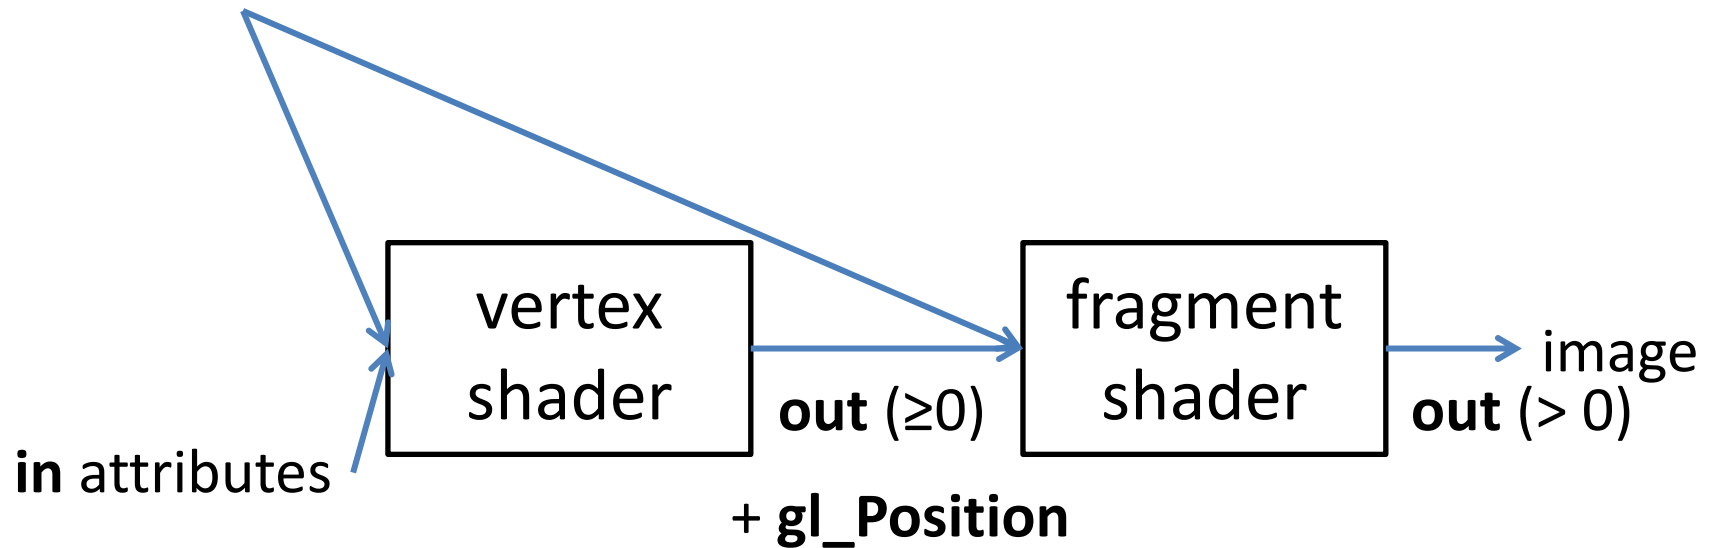 vertex
shader
fragment
shader
image
out (≥0)
out (> 0)
in attributes
+ gl_Position